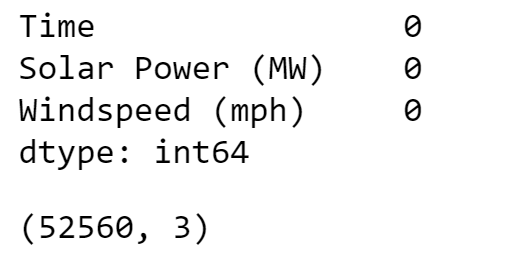 Time                0
Solar Power (MW)    0
Windspeed (mph)     0
dtype: int64
(52560, 3)